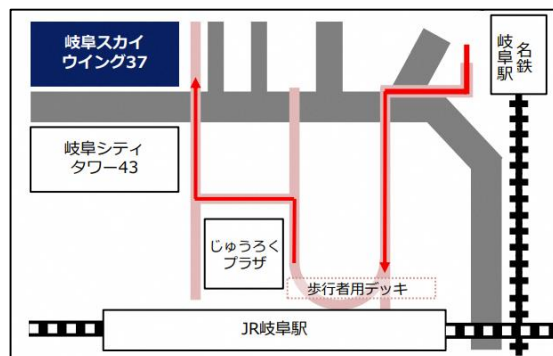 岐阜スカイ
ウイング37
名鉄
岐阜駅
岐阜シティ
タワー43
じゅうろく
プラザ
歩行者用デッキ
JR岐阜駅